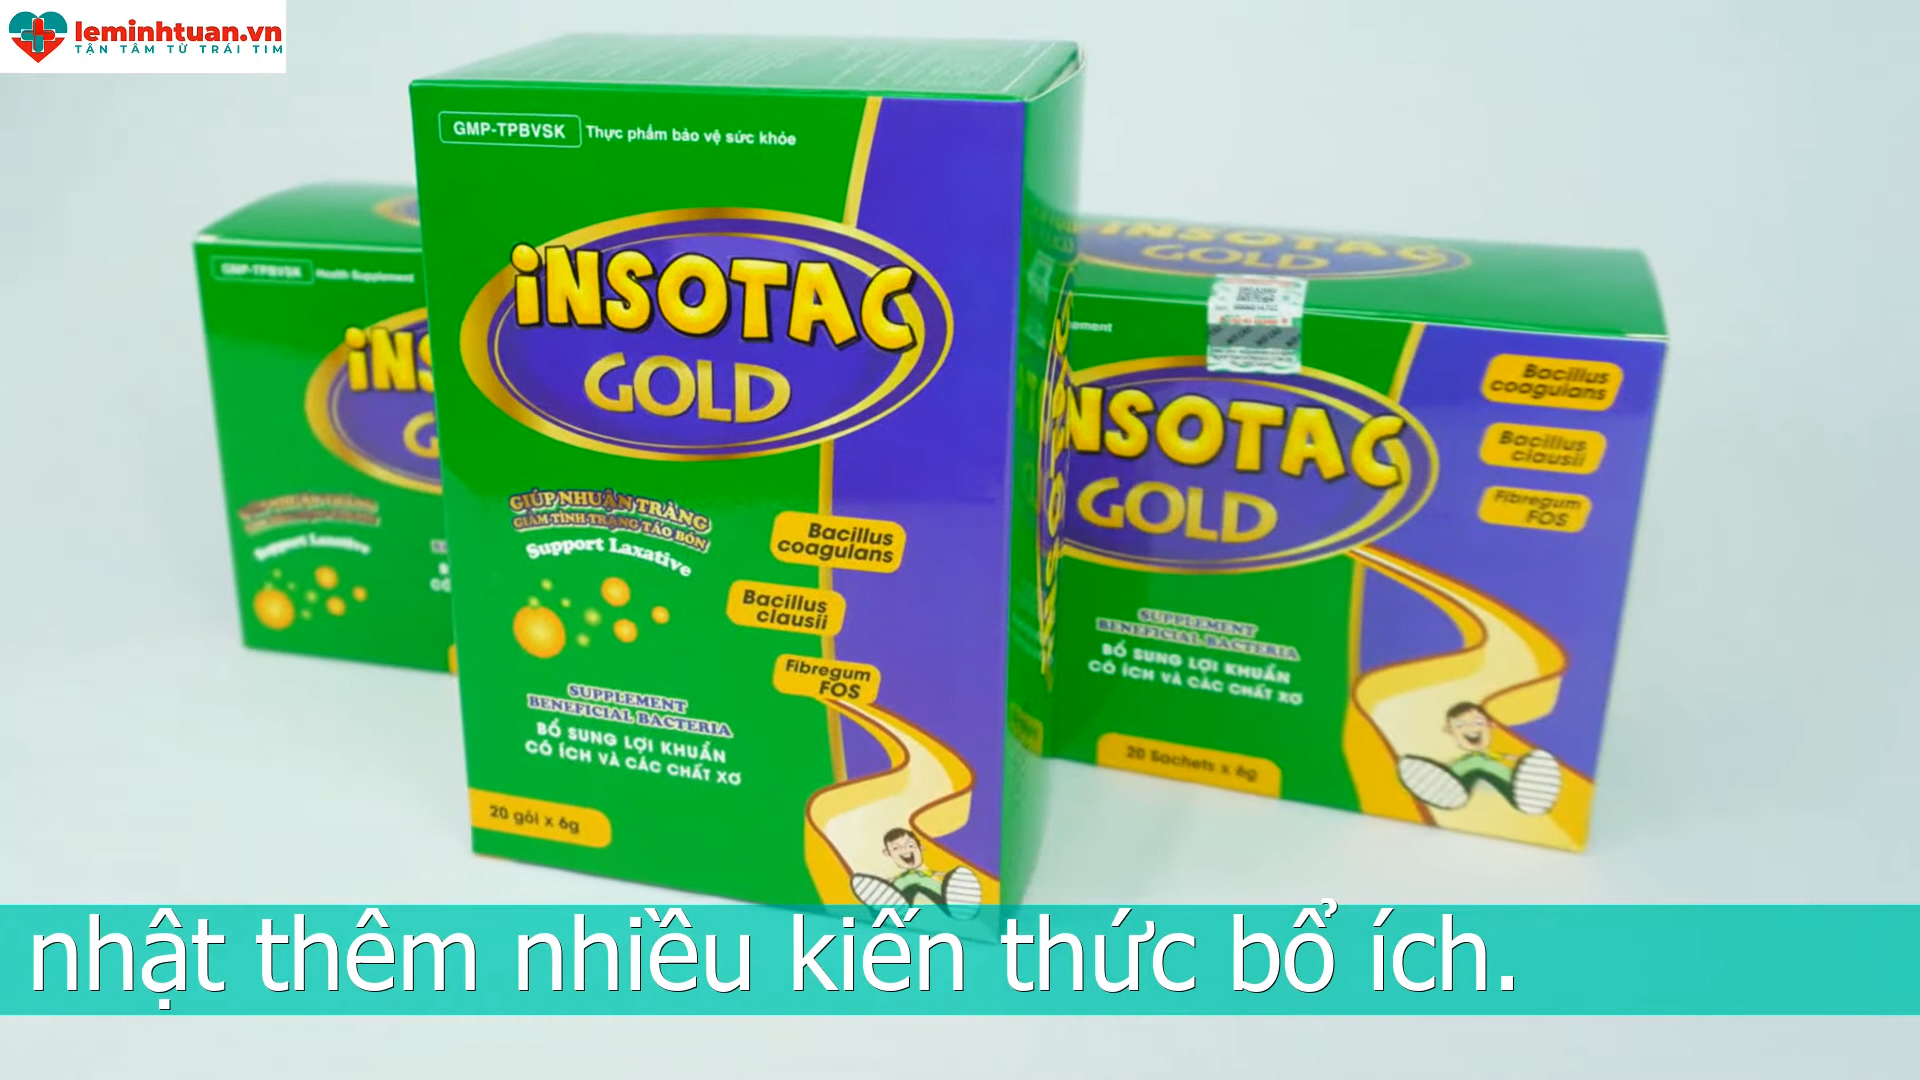 leminhtuan.vn
TẬN TÂM TỪ TRÁI TIM
GMP-TPBVSK Thực phẩm bảo vệ sức khỏe
iNSOTAC
GOLD
GIÚP NHUẬN TRÀNG
GIẢM TÌNH TRẠNG TÁO BÓN
Support Laxative
Bacillus
coagulans
Bacillus
clausii
Fibregum
FOS
SUPPLEMENT
BENEFICIAL BACTERIA
BỔ SUNG LỢI KHUẨN
CÓ ÍCH VÀ CÁC CHẤT XƠ
20 gói x 6g
GMP-TPBVSK Health Supplement
iNS
G
Support Laxative
INSOTAC
GOLD
ement
NSOTAC
GOLD
Bacillus
coagulans
Bacillus
clausii
Fibregum
FOS
SUPPLEMENT
BENEFICIAL BACTERIA
BỔ SUNG LỢI KHUẨN
CÓ ÍCH VÀ CÁC CHẤT XƠ
20 Sachets x 6g
nhật thêm nhiều kiến thức bổ ích.